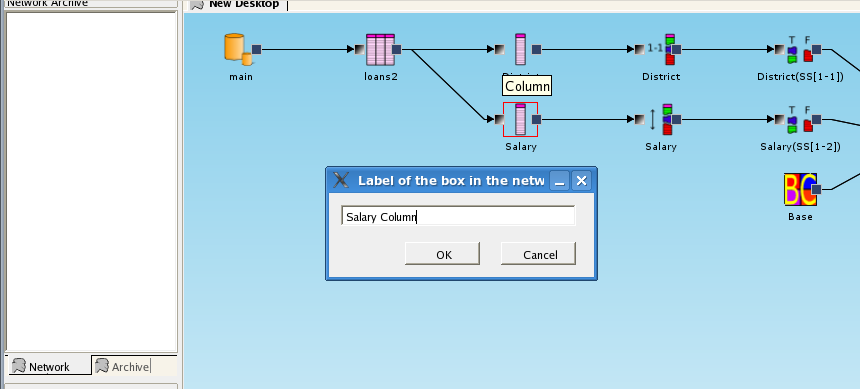 Network Archive
New Desktop
main
loans2
District
T F
District(SS[1-1])
Column
1-1
Salary
Salary
T F
Salary(SS[1-2])
Label of the box in the netw
BC
Base
Salary Column
OK
Cancel
Network
Archive